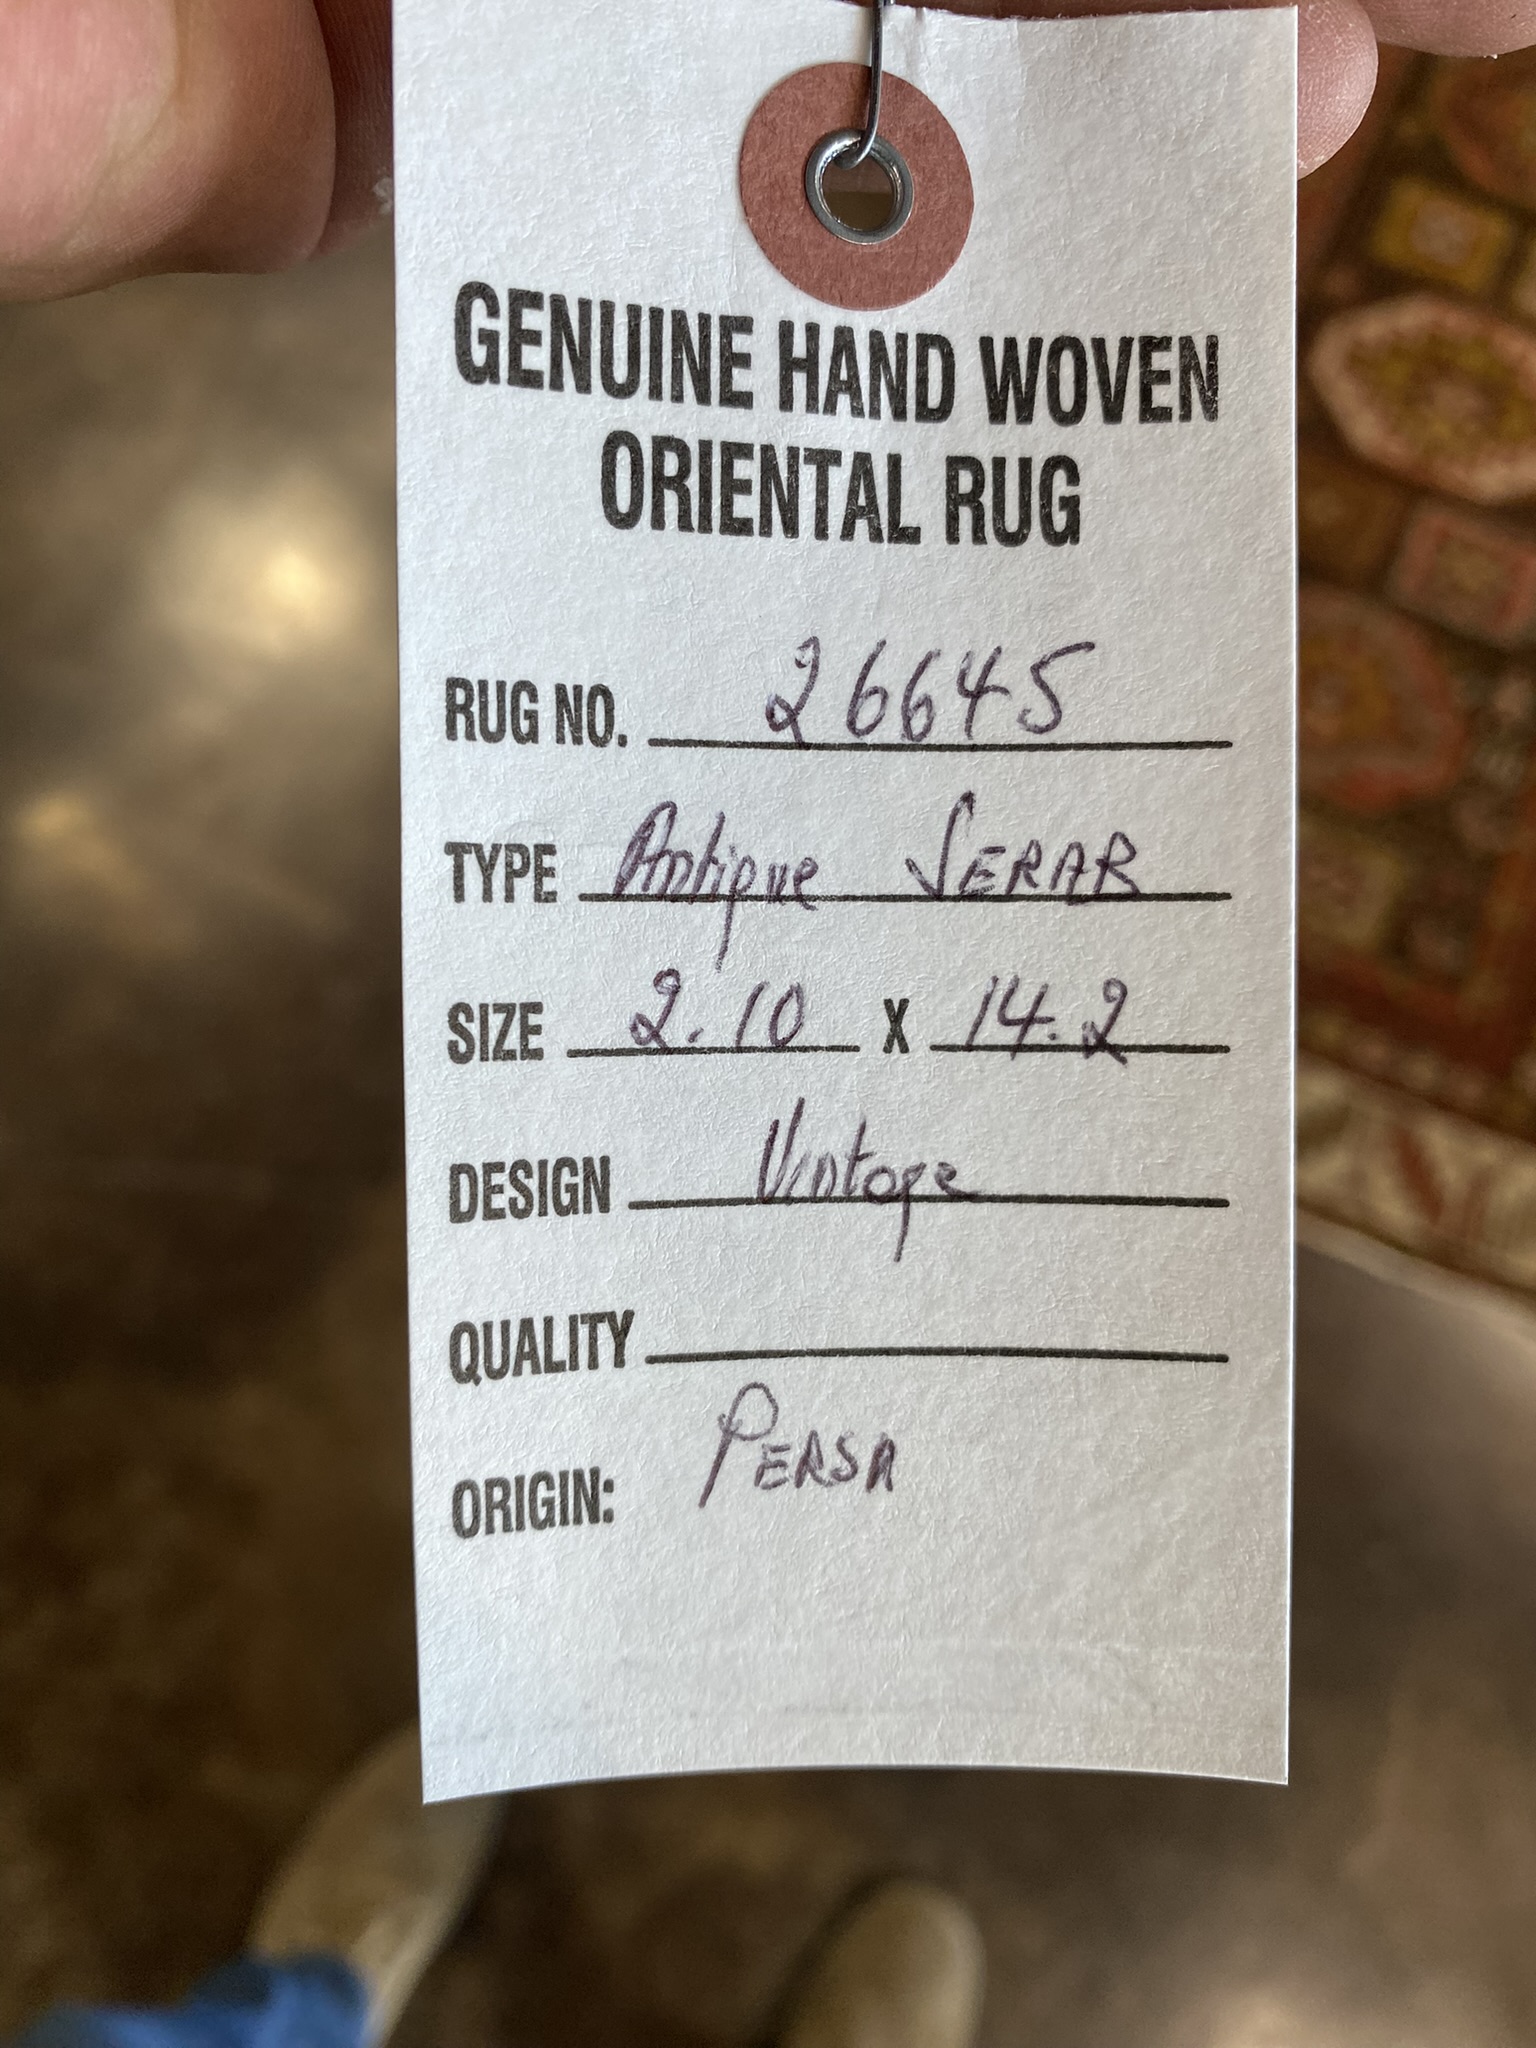 GENUINE HAND WOVEN
ORIENTAL RUG
RUG NO. 26645
TYPE Antique SERAB
SIZE 2.10 X 14.2
DESIGN Vintage
QUALITY
ORIGIN: PERSA